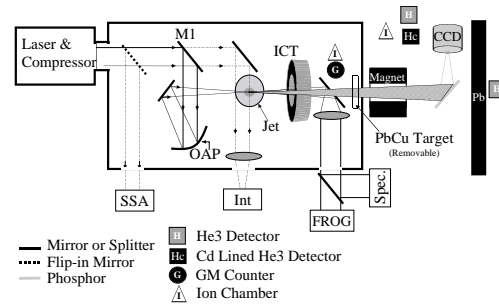 Laser &
Compressor
M1
ICT
I
G
I
H
Hc
CCD
Magnet
Pb
H
Jet
OAP
PbCu Target
(Removable)
SSA
Int
FROG
Spec.
Mirror or Splitter
Flip-in Mirror
Phosphor
H He3 Detector
Hc Cd Lined He3 Detector
G GM Counter
I Ion Chamber